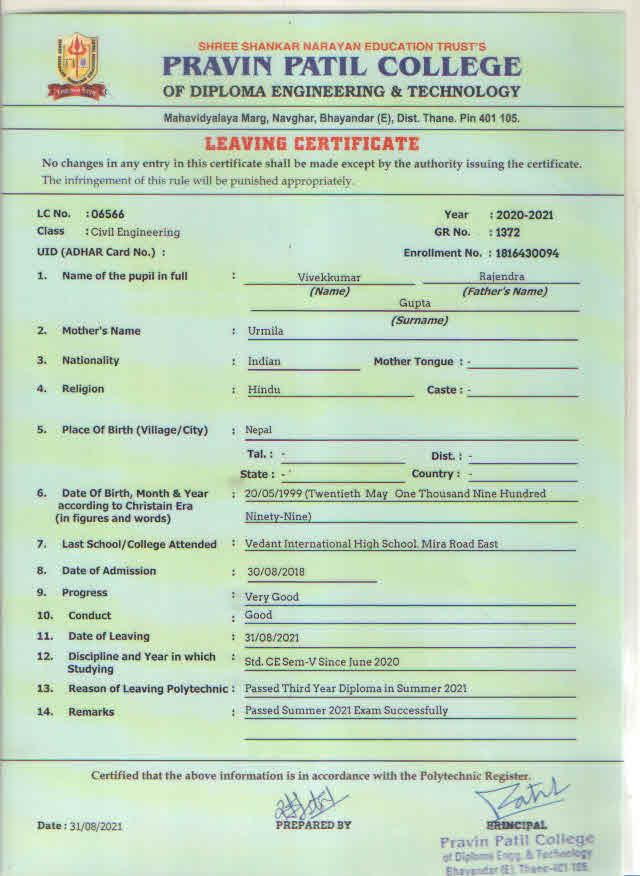 SHREE SHANKAR NARAYAN EDUCATION TRUST'S
PRAVIN PATIL COLLEGE
OF DIPLOMA ENGINEERING & TECHNOLOGY
Mahavidyalaya Marg, Navghar, Bhayandar (E), Dist. Thane. Pin 401 105.
LEAVING CERTIFICATE
No changes in any entry in this certificate shall be made except by the authority issuing the certificate.
The infringement of this rule will be punished appropriately.
LC No. : 06566 Year : 2020-2021
Class : Civil Engineering GR No. : 1372
UID (ADHAR Card No.) : Enrollment No. : 1816430094
1. Name of the pupil in full : Vivekkumar Rajendra
(Name) (Father's Name)
Gupta
(Surname)
2. Mother's Name : Urmila
3. Nationality : Indian Mother Tongue : -
4. Religion : Hindu Caste : -
5. Place Of Birth (Village/City) : Nepal
Tal. : - Dist. : -
State : - Country : -
6. Date Of Birth, Month & Year : 20/05/1999 (Twentieth May One Thousand Nine Hundred
according to Christain Era
(in figures and words) Ninety-Nine)
7. Last School/College Attended : Vedant International High School. Mira Road East
8. Date of Admission : 30/08/2018
9. Progress : Very Good
10. Conduct : Good
11. Date of Leaving : 31/08/2021
12. Discipline and Year in which : Std. CE Sem-V Since June 2020
Studying
13. Reason of Leaving Polytechnic : Passed Third Year Diploma in Summer 2021
14. Remarks : Passed Summer 2021 Exam Successfully
Certified that the above information is in accordance with the Polytechnic Register.
Date : 31/08/2021 PREPARED BY PRINCIPAL
Pravin Patil College
of Diploma Engg. & Technology
Bhayandar (E), Thane-401 105.